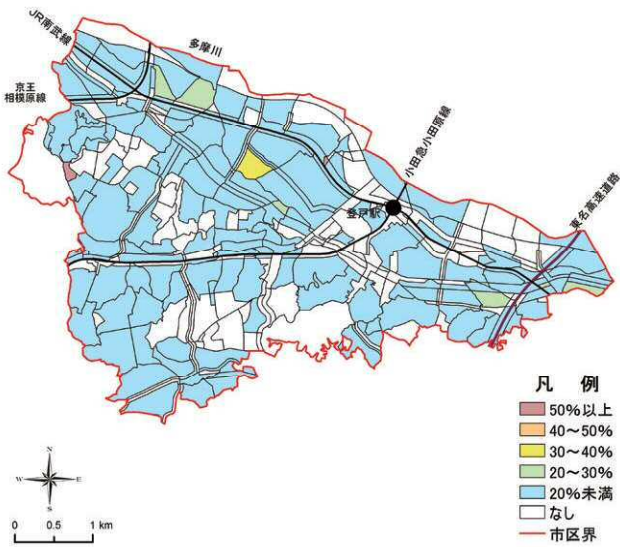 JR南武線
多摩川
京王
相模原線
小田急小田原線
登戸駅
東名高速道路
凡 例
50%以上
40～50%
30～40%
20～30%
20%未満
なし
市区界
N
W
E
S
0 0.5 1 km